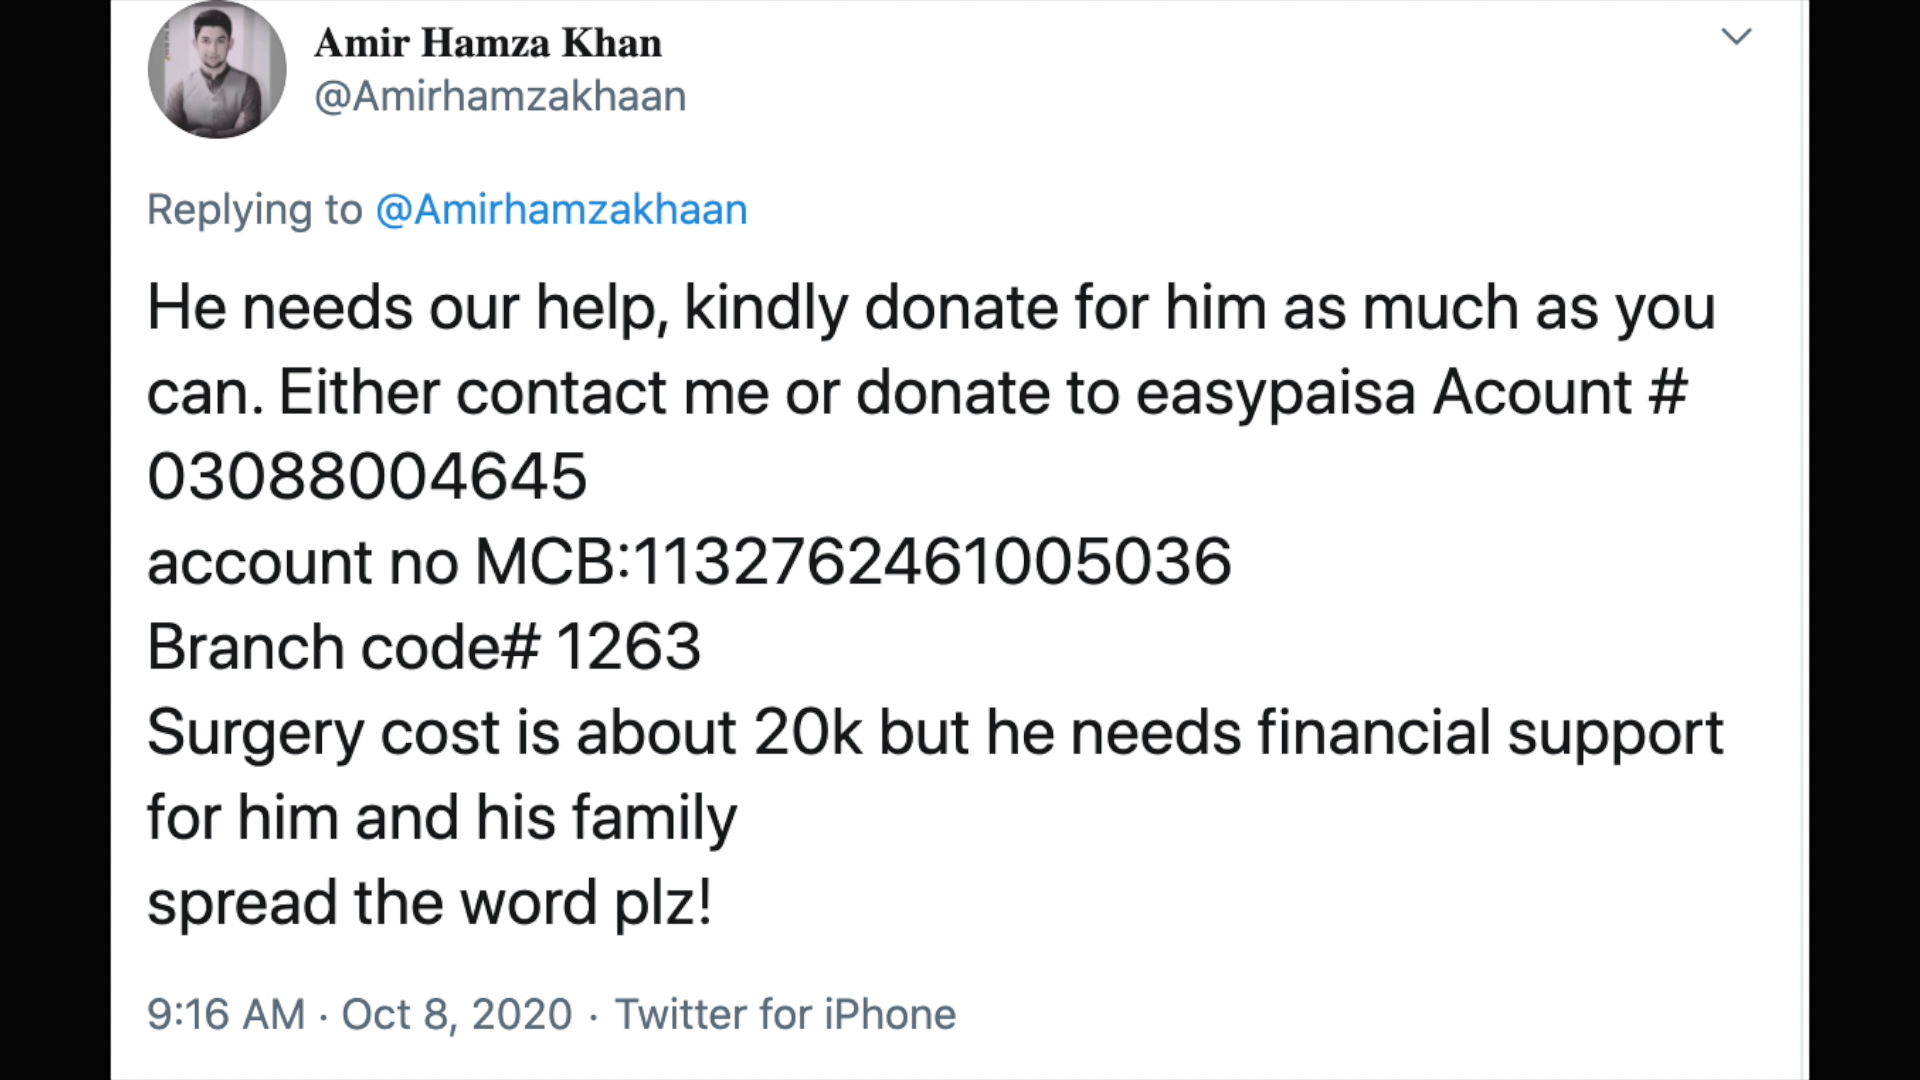 Amir Hamza Khan
@Amirhamzakhaan
Replying to @Amirhamzakhaan
He needs our help, kindly donate for him as much as you
can. Either contact me or donate to easypaisa Acount #
03088004645
account no MCB:1132762461005036
Branch code# 1263
Surgery cost is about 20k but he needs financial support
for him and his family
spread the word plz!
9:16 AM · Oct 8, 2020 · Twitter for iPhone